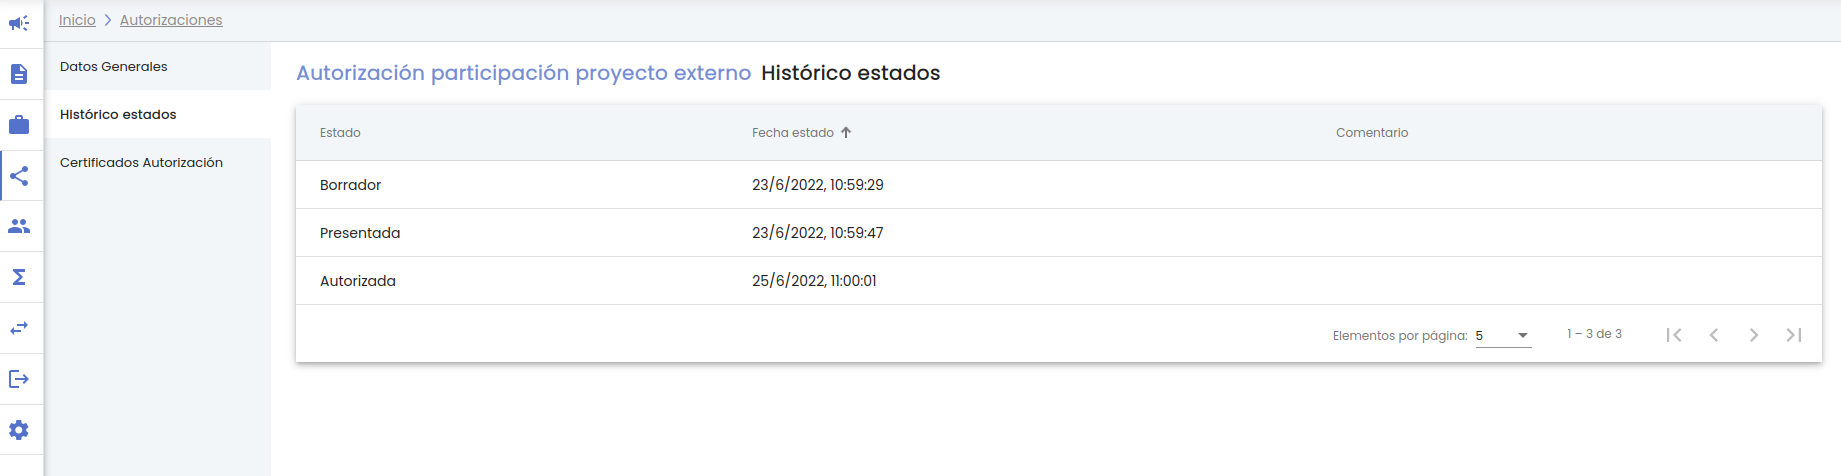 Inicio > Autorizaciones
Datos Generales
Histórico estados
Certificados Autorización
Autorización participación proyecto externo Histórico estados
Estado Fecha estado Comentario
Borrador 23/6/2022, 10:59:29
Presentada 23/6/2022, 10:59:47
Autorizada 25/6/2022, 11:00:01
Elementos por página: 5 1 – 3 de 3